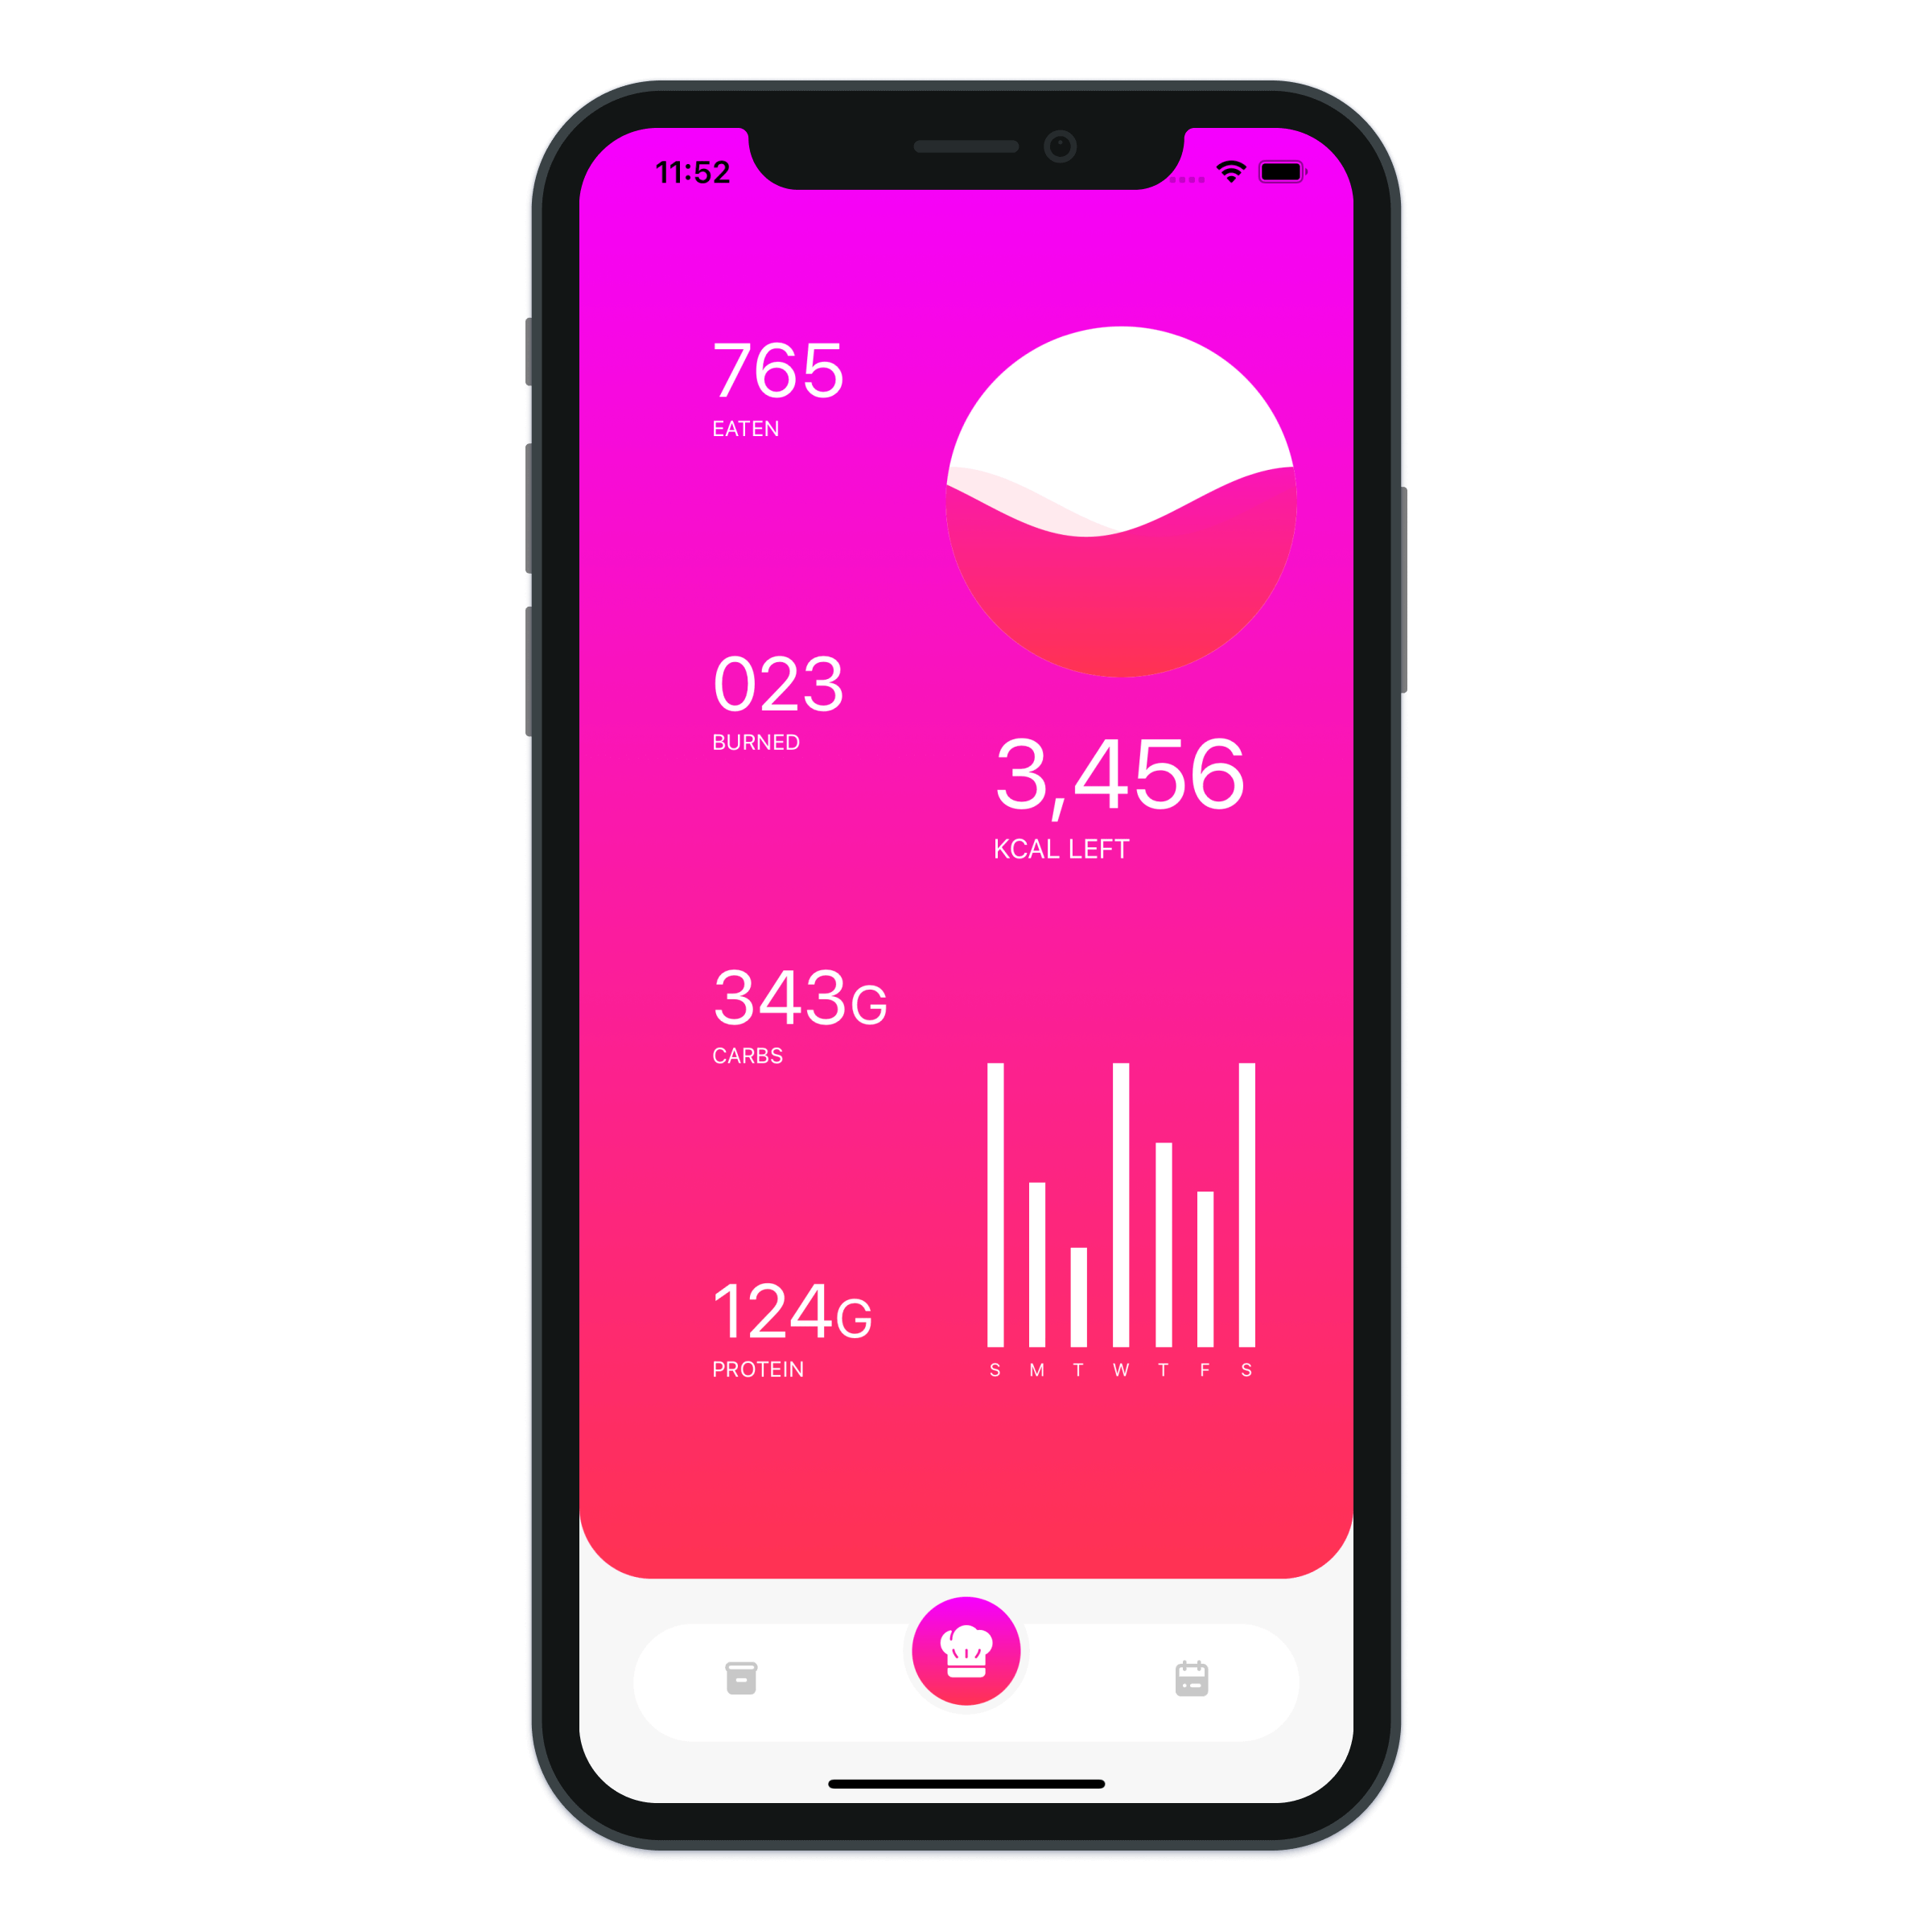 11:52
765
EATEN
023
BURNED
3,456
KCAL LEFT
343G
CARBS
124G
PROTEIN
S M T W T F S